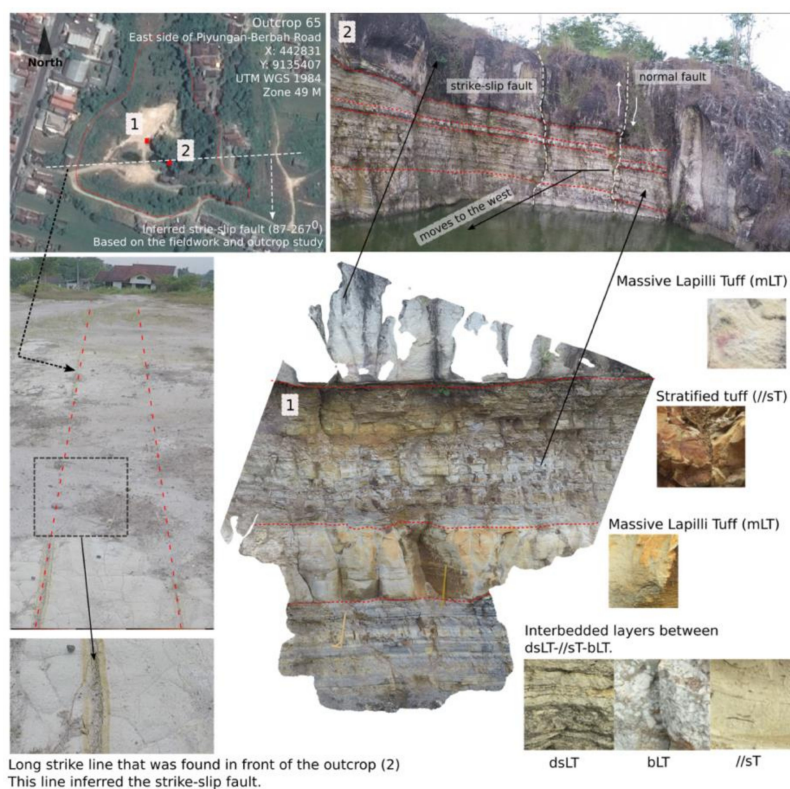 Outcrop 65
East side of Piyungan-Berbah Road
X: 442831
Y: 9135407
UTM WGS 1984
Zone 49 M
North
1
2
Inferred strie-slip fault (87-267⁰)
Based on the fieldwork and outcrop study
2
strike-slip fault
normal fault
moves to the west
Massive Lapilli Tuff (mLT)
1
Stratified tuff (//sT)
Massive Lapilli Tuff (mLT)
Interbedded layers between
dsLT-//sT-bLT.
dsLT
bLT
//sT
Long strike line that was found in front of the outcrop (2)
This line inferred the strike-slip fault.